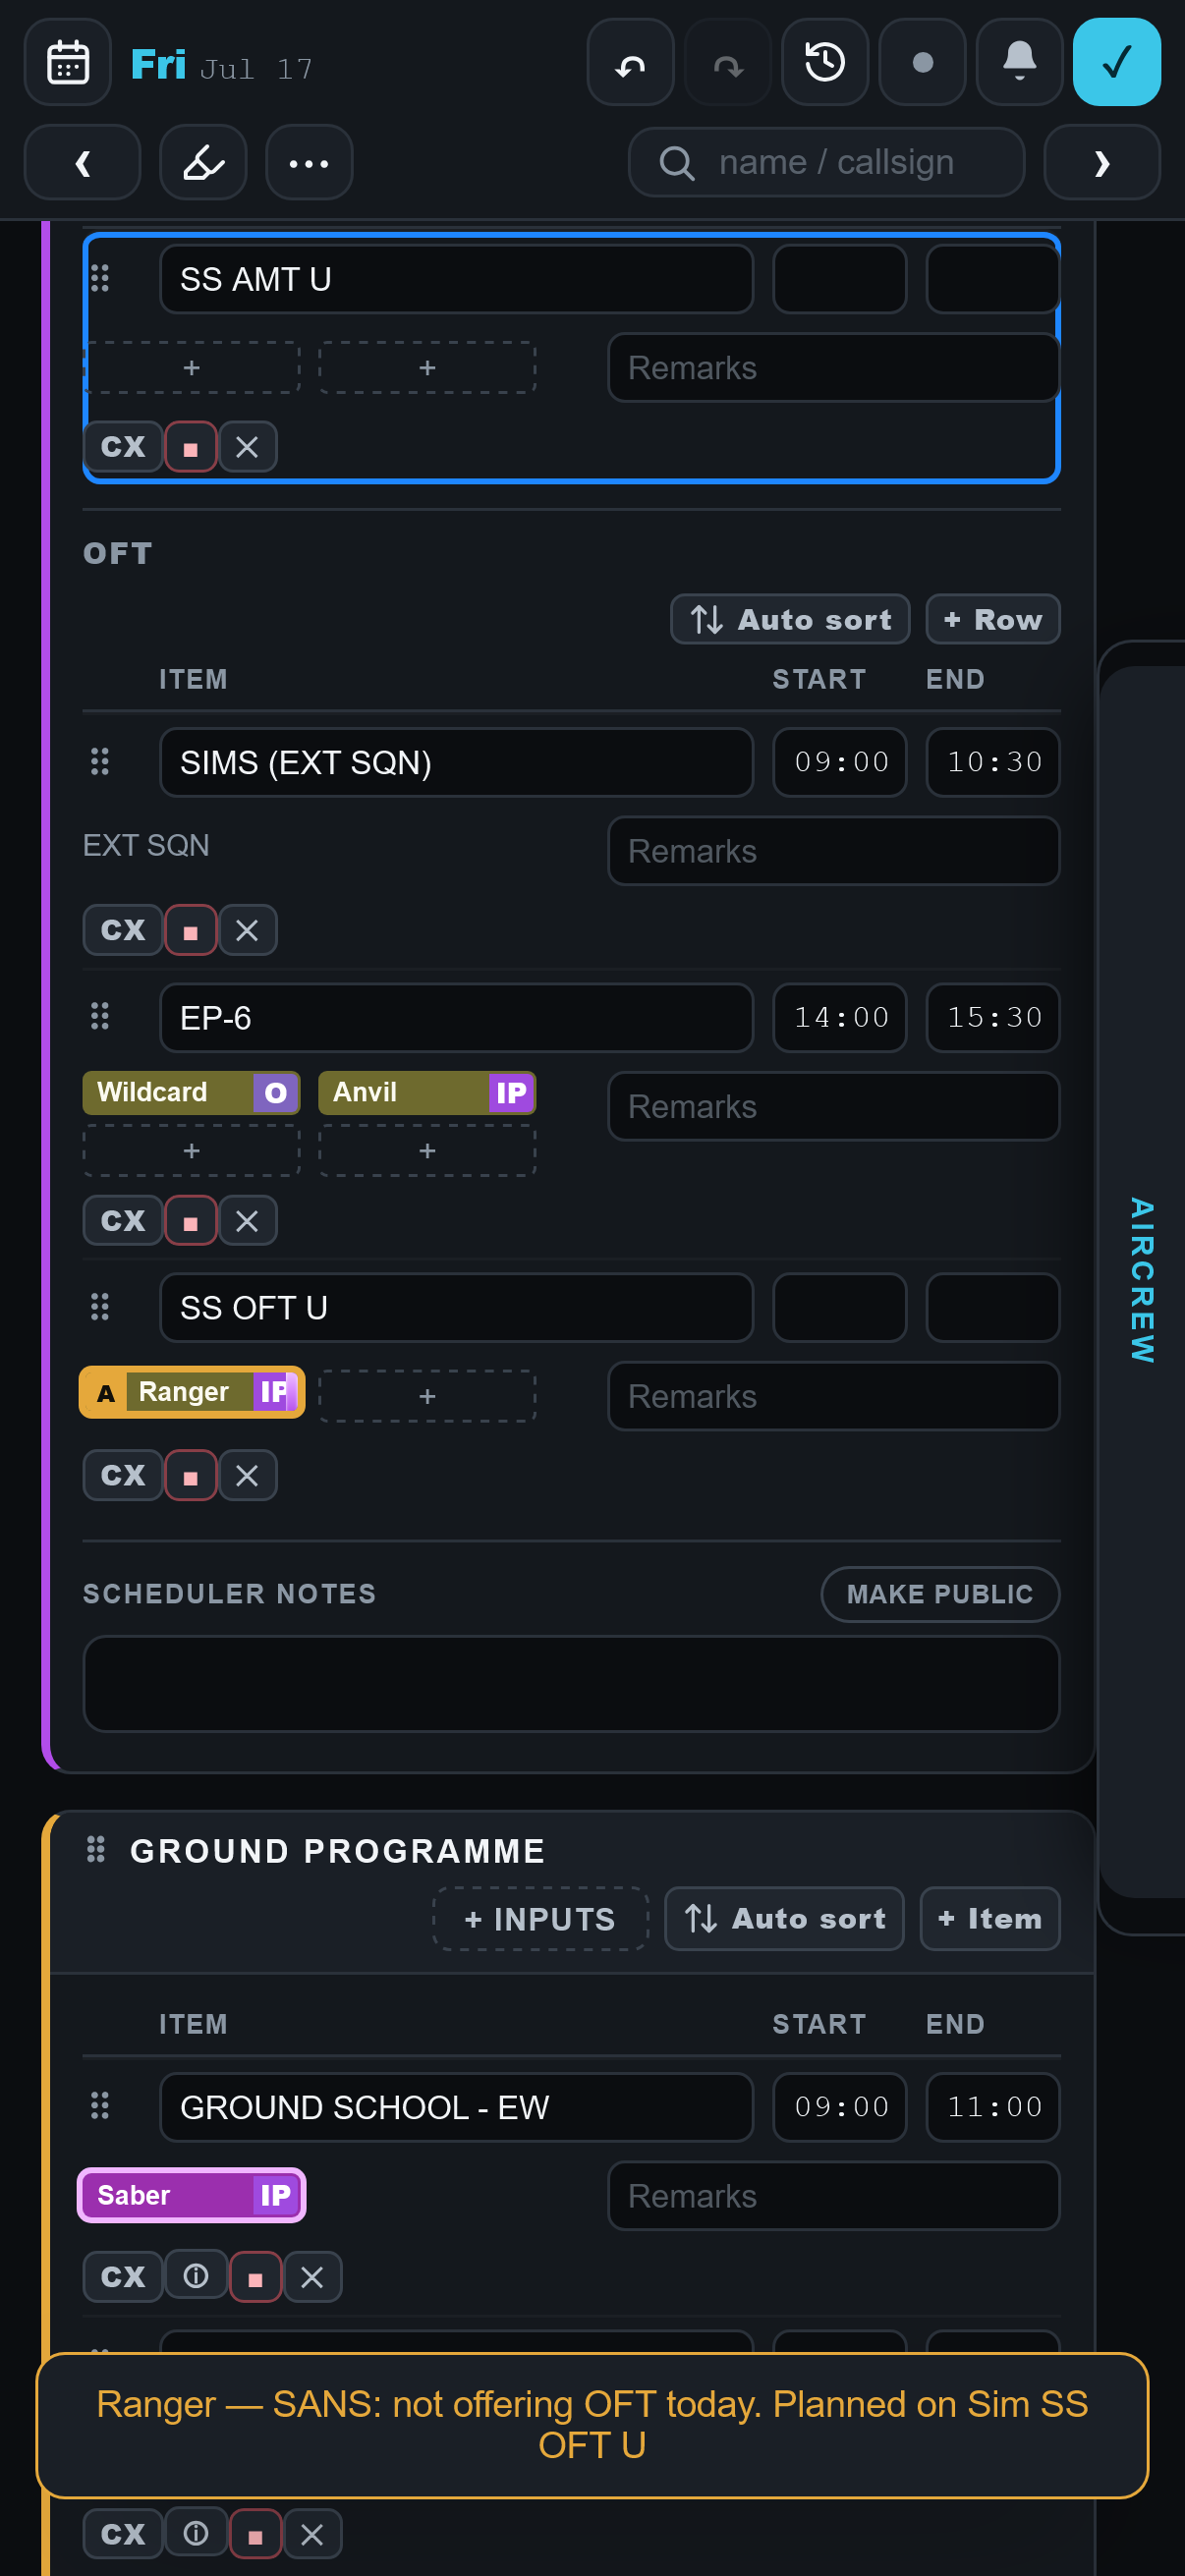 Fri Jul 17
name / callsign
SS AMT U
+ + Remarks
CX
OFT
Auto sort + Row
ITEM START END
SIMS (EXT SQN) 09:00 10:30
EXT SQN Remarks
CX
EP-6 14:00 15:30
Wildcard O Anvil IP Remarks
+ +
CX
SS OFT U
A Ranger IP + Remarks
CX
SCHEDULER NOTES MAKE PUBLIC
AIRCREW
GROUND PROGRAMME
+ INPUTS Auto sort + Item
ITEM START END
GROUND SCHOOL - EW 09:00 11:00
Saber IP Remarks
CX
Ranger — SANS: not offering OFT today. Planned on Sim SS
OFT U
CX